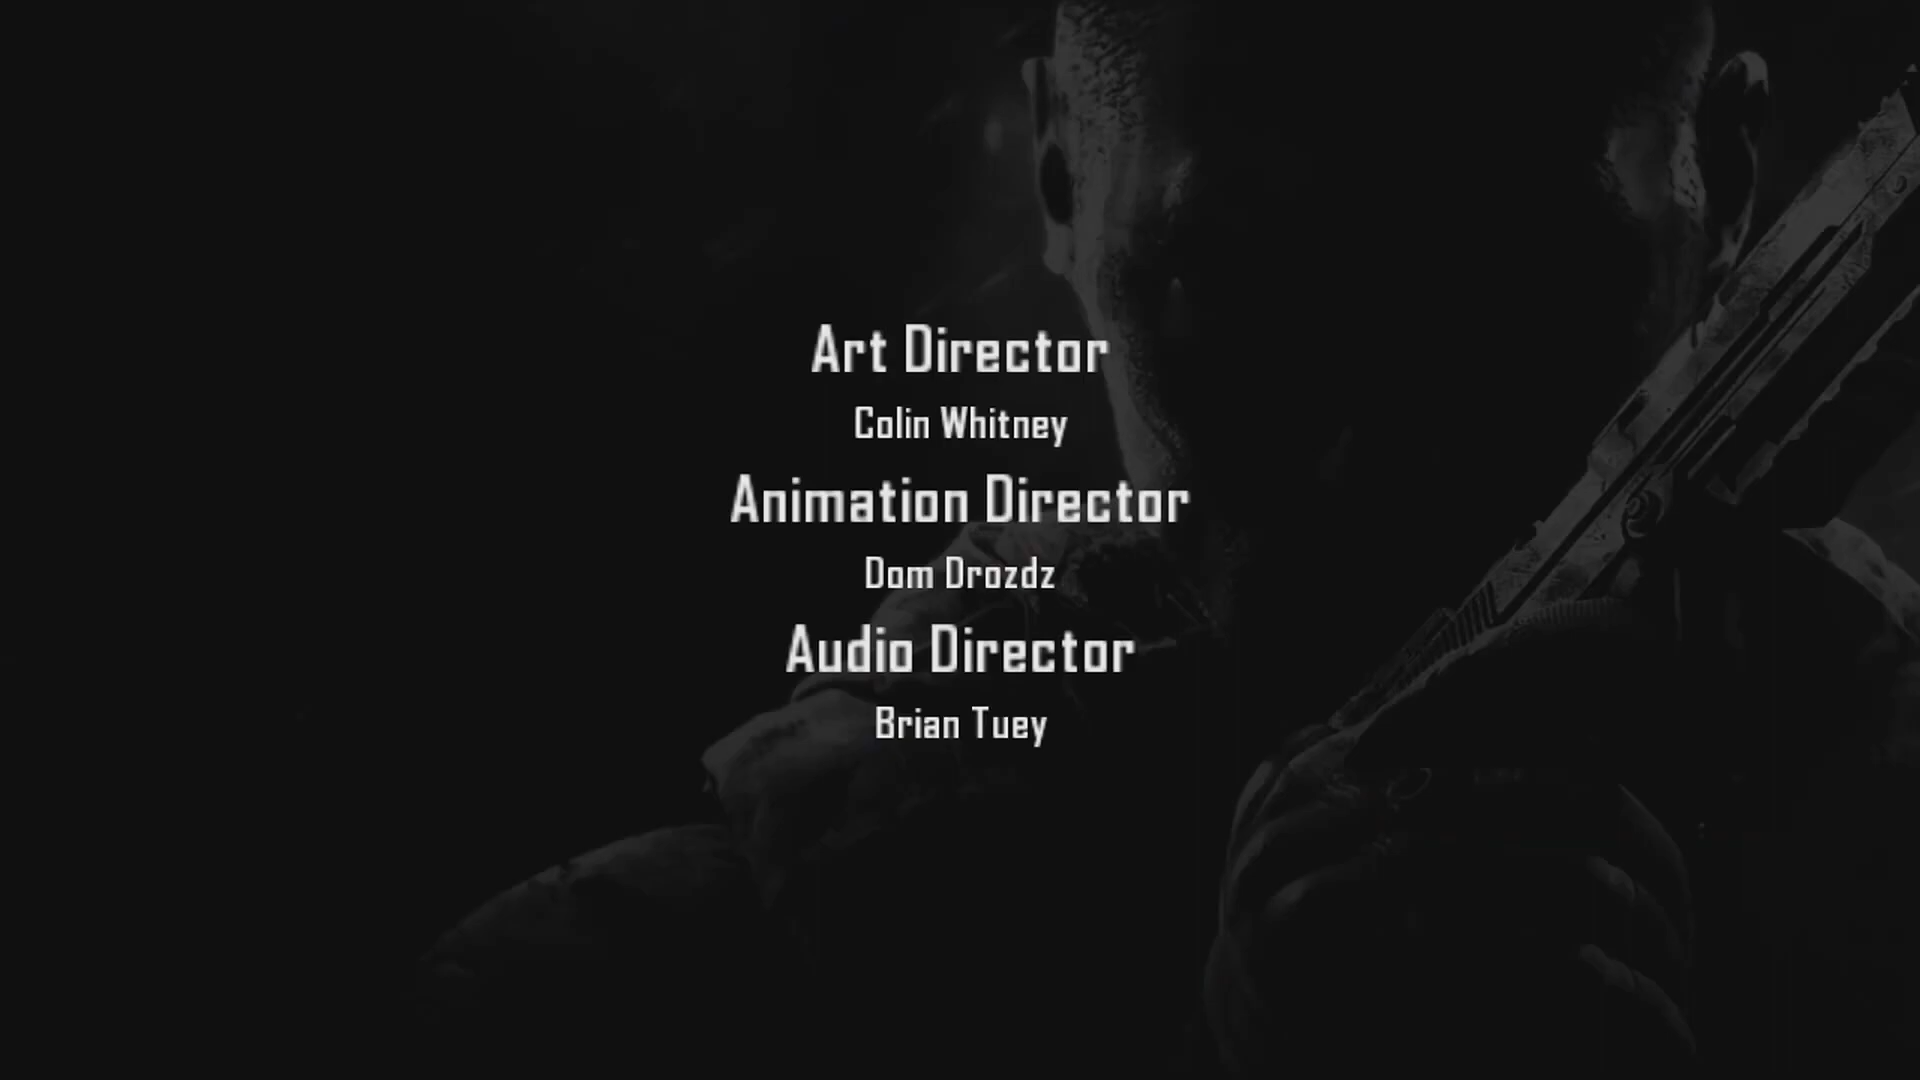 Art Director
Colin Whitney
Animation Director
Dom Drozdz
Audio Director
Brian Tuey